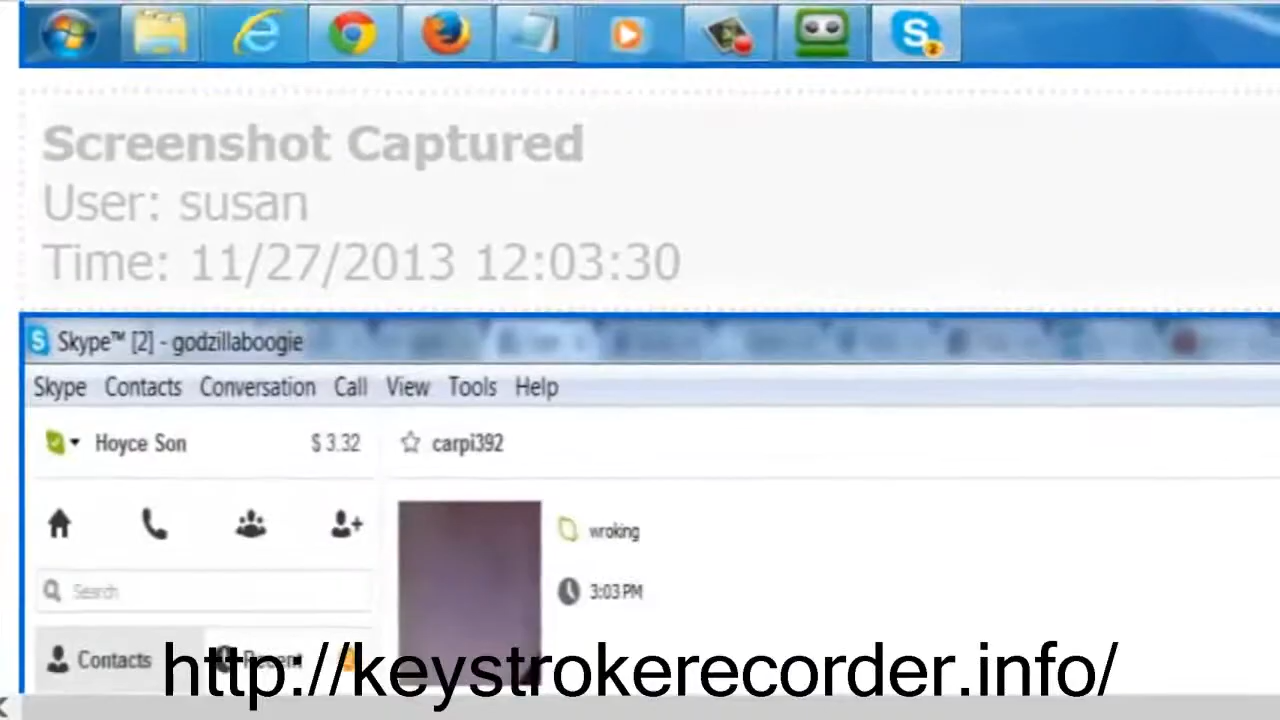 Screenshot Captured
User: susan
Time: 11/27/2013 12:03:30
Skype™ [2] - godzillaboogie
Skype Contacts Conversation Call View Tools Help
Hoyce Son $ 3.32 carpi392
wroking
Search 3:03 PM
Contacts Recent
http://keystrokerecorder.info/